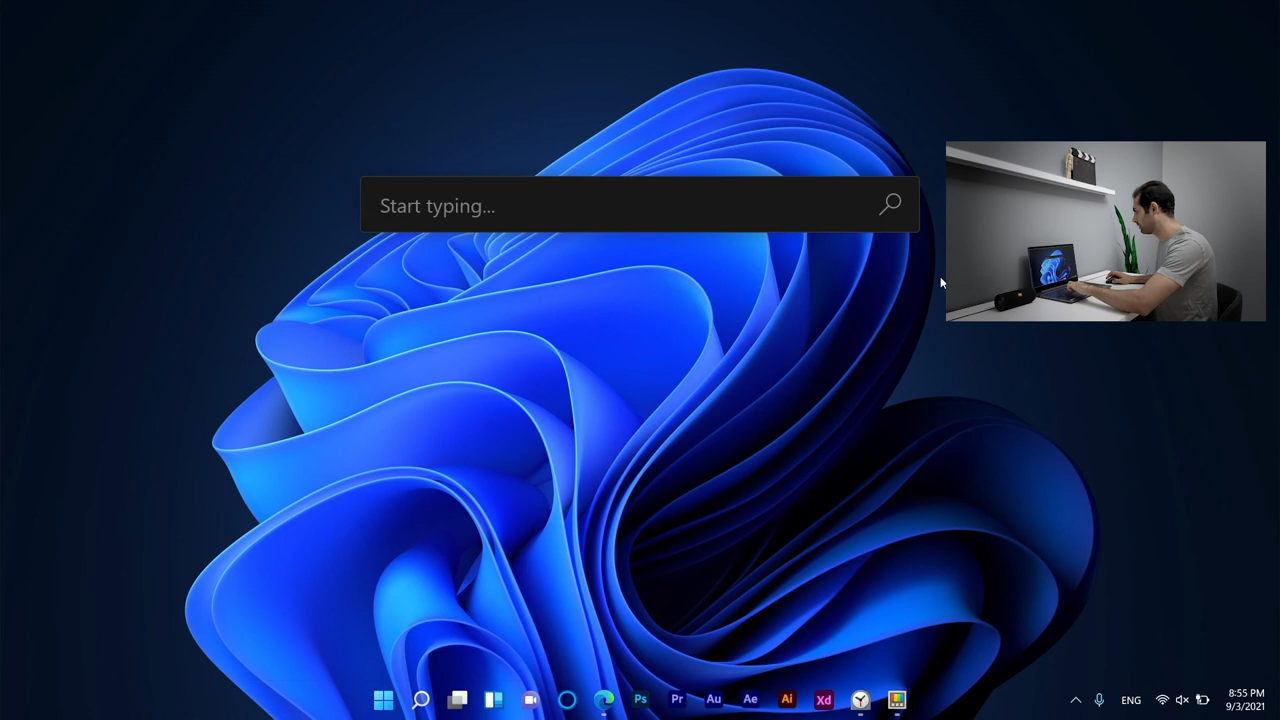 Start typing...
Ps
Pr
Au
Ae
Ai
Xd
ENG
8:55 PM
9/3/2021